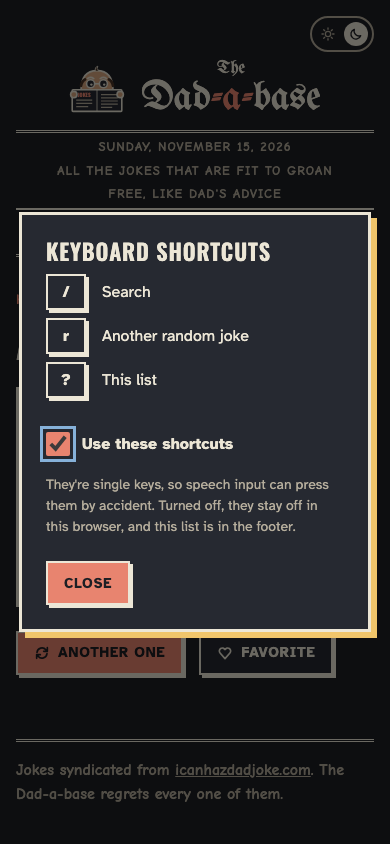 The
Dad-a-base
JOKES
SUNDAY, NOVEMBER 15, 2026
ALL THE JOKES THAT ARE FIT TO GROAN
FREE, LIKE DAD'S ADVICE
KEYBOARD SHORTCUTS
/ Search
r Another random joke
? This list
Use these shortcuts
They're single keys, so speech input can press
them by accident. Turned off, they stay off in
this browser, and this list is in the footer.
CLOSE
ANOTHER ONE FAVORITE
Jokes syndicated from icanhazdadjoke.com. The
Dad-a-base regrets every one of them.